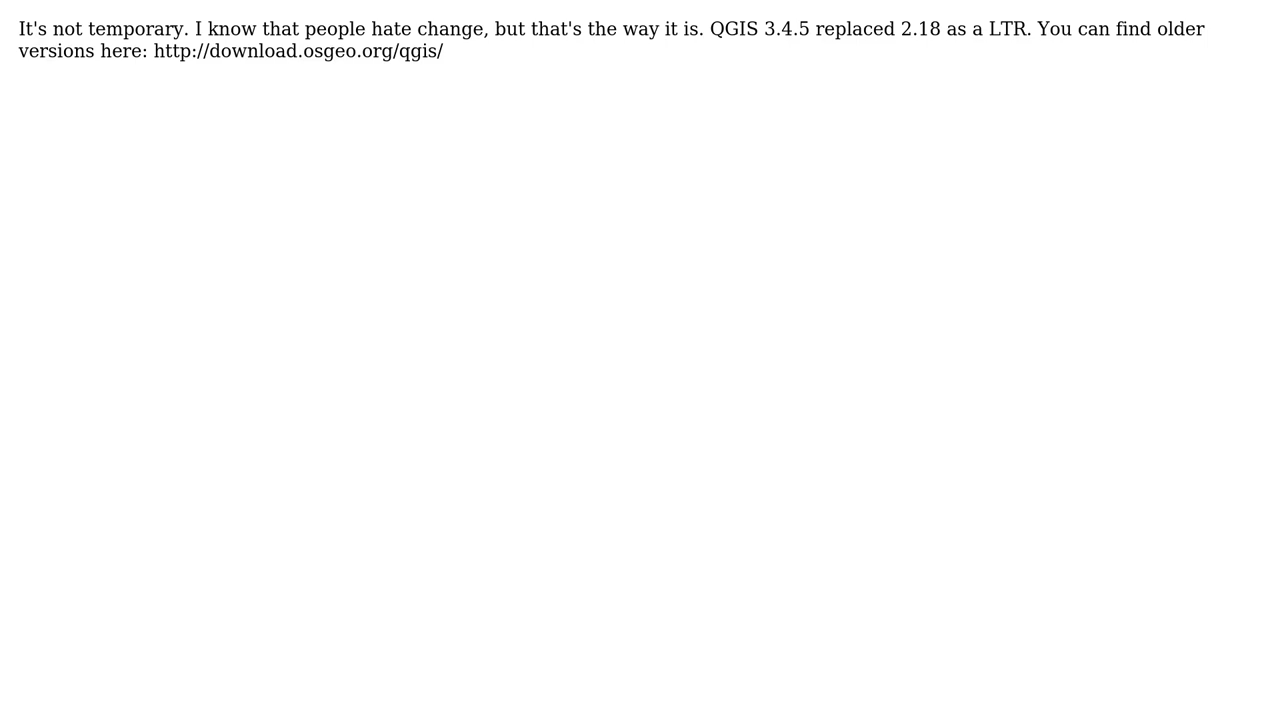 It's not temporary. I know that people hate change, but that's the way it is. QGIS 3.4.5 replaced 2.18 as a LTR. You can find older
versions here: http://download.osgeo.org/qgis/